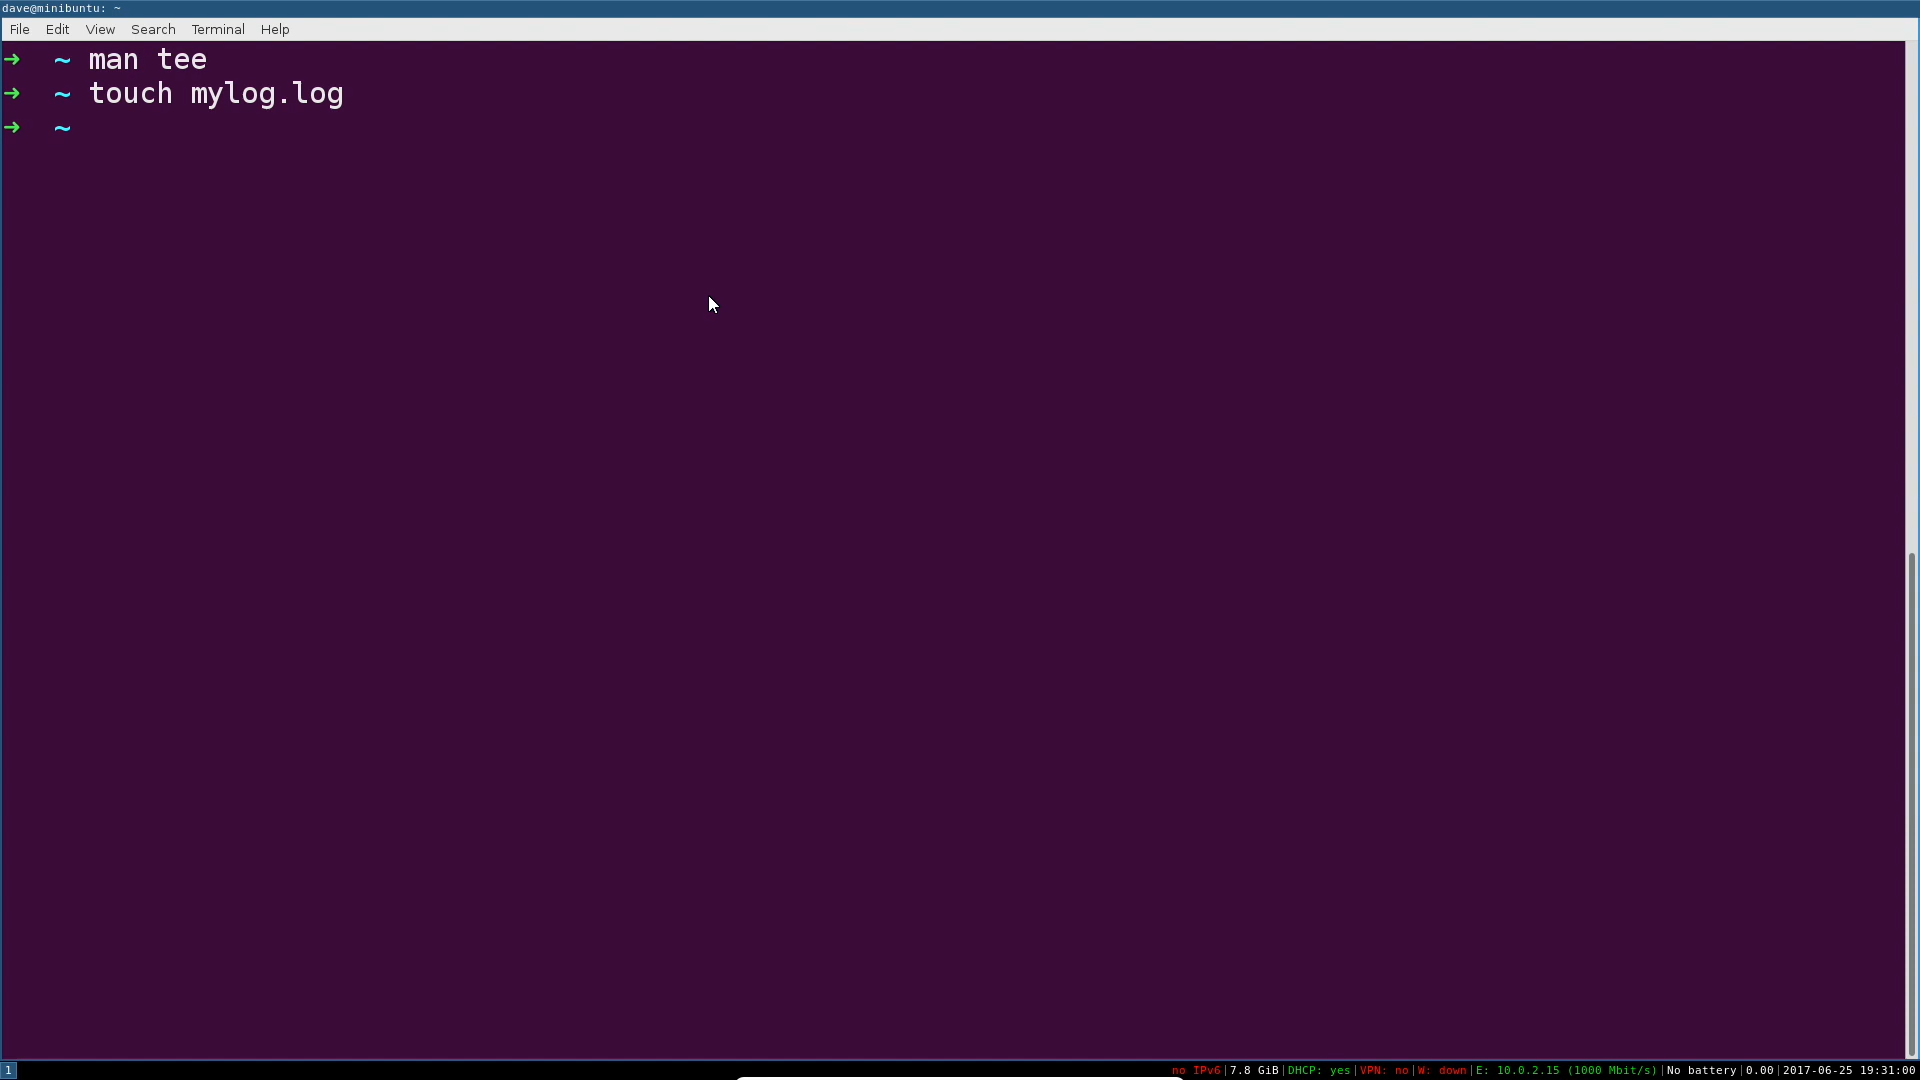 dave@minibuntu: ~
File Edit View Search Terminal Help
➜ ~ man tee
➜ ~ touch mylog.log
➜ ~
1 no IPv6|7.8 GiB|DHCP: yes|VPN: no|W: down|E: 10.0.2.15 (1000 Mbit/s)|No battery|0.00|2017-06-25 19:31:00